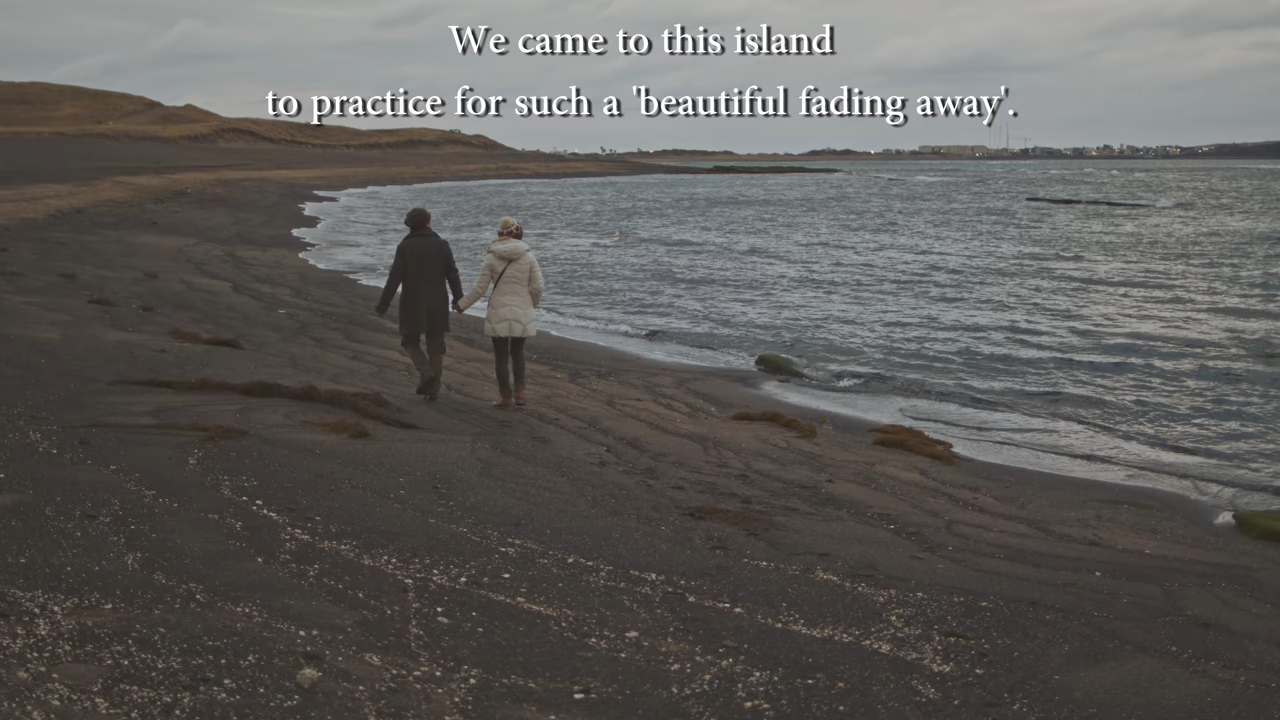 We came to this island
to practice for such a 'beautiful fading away'.